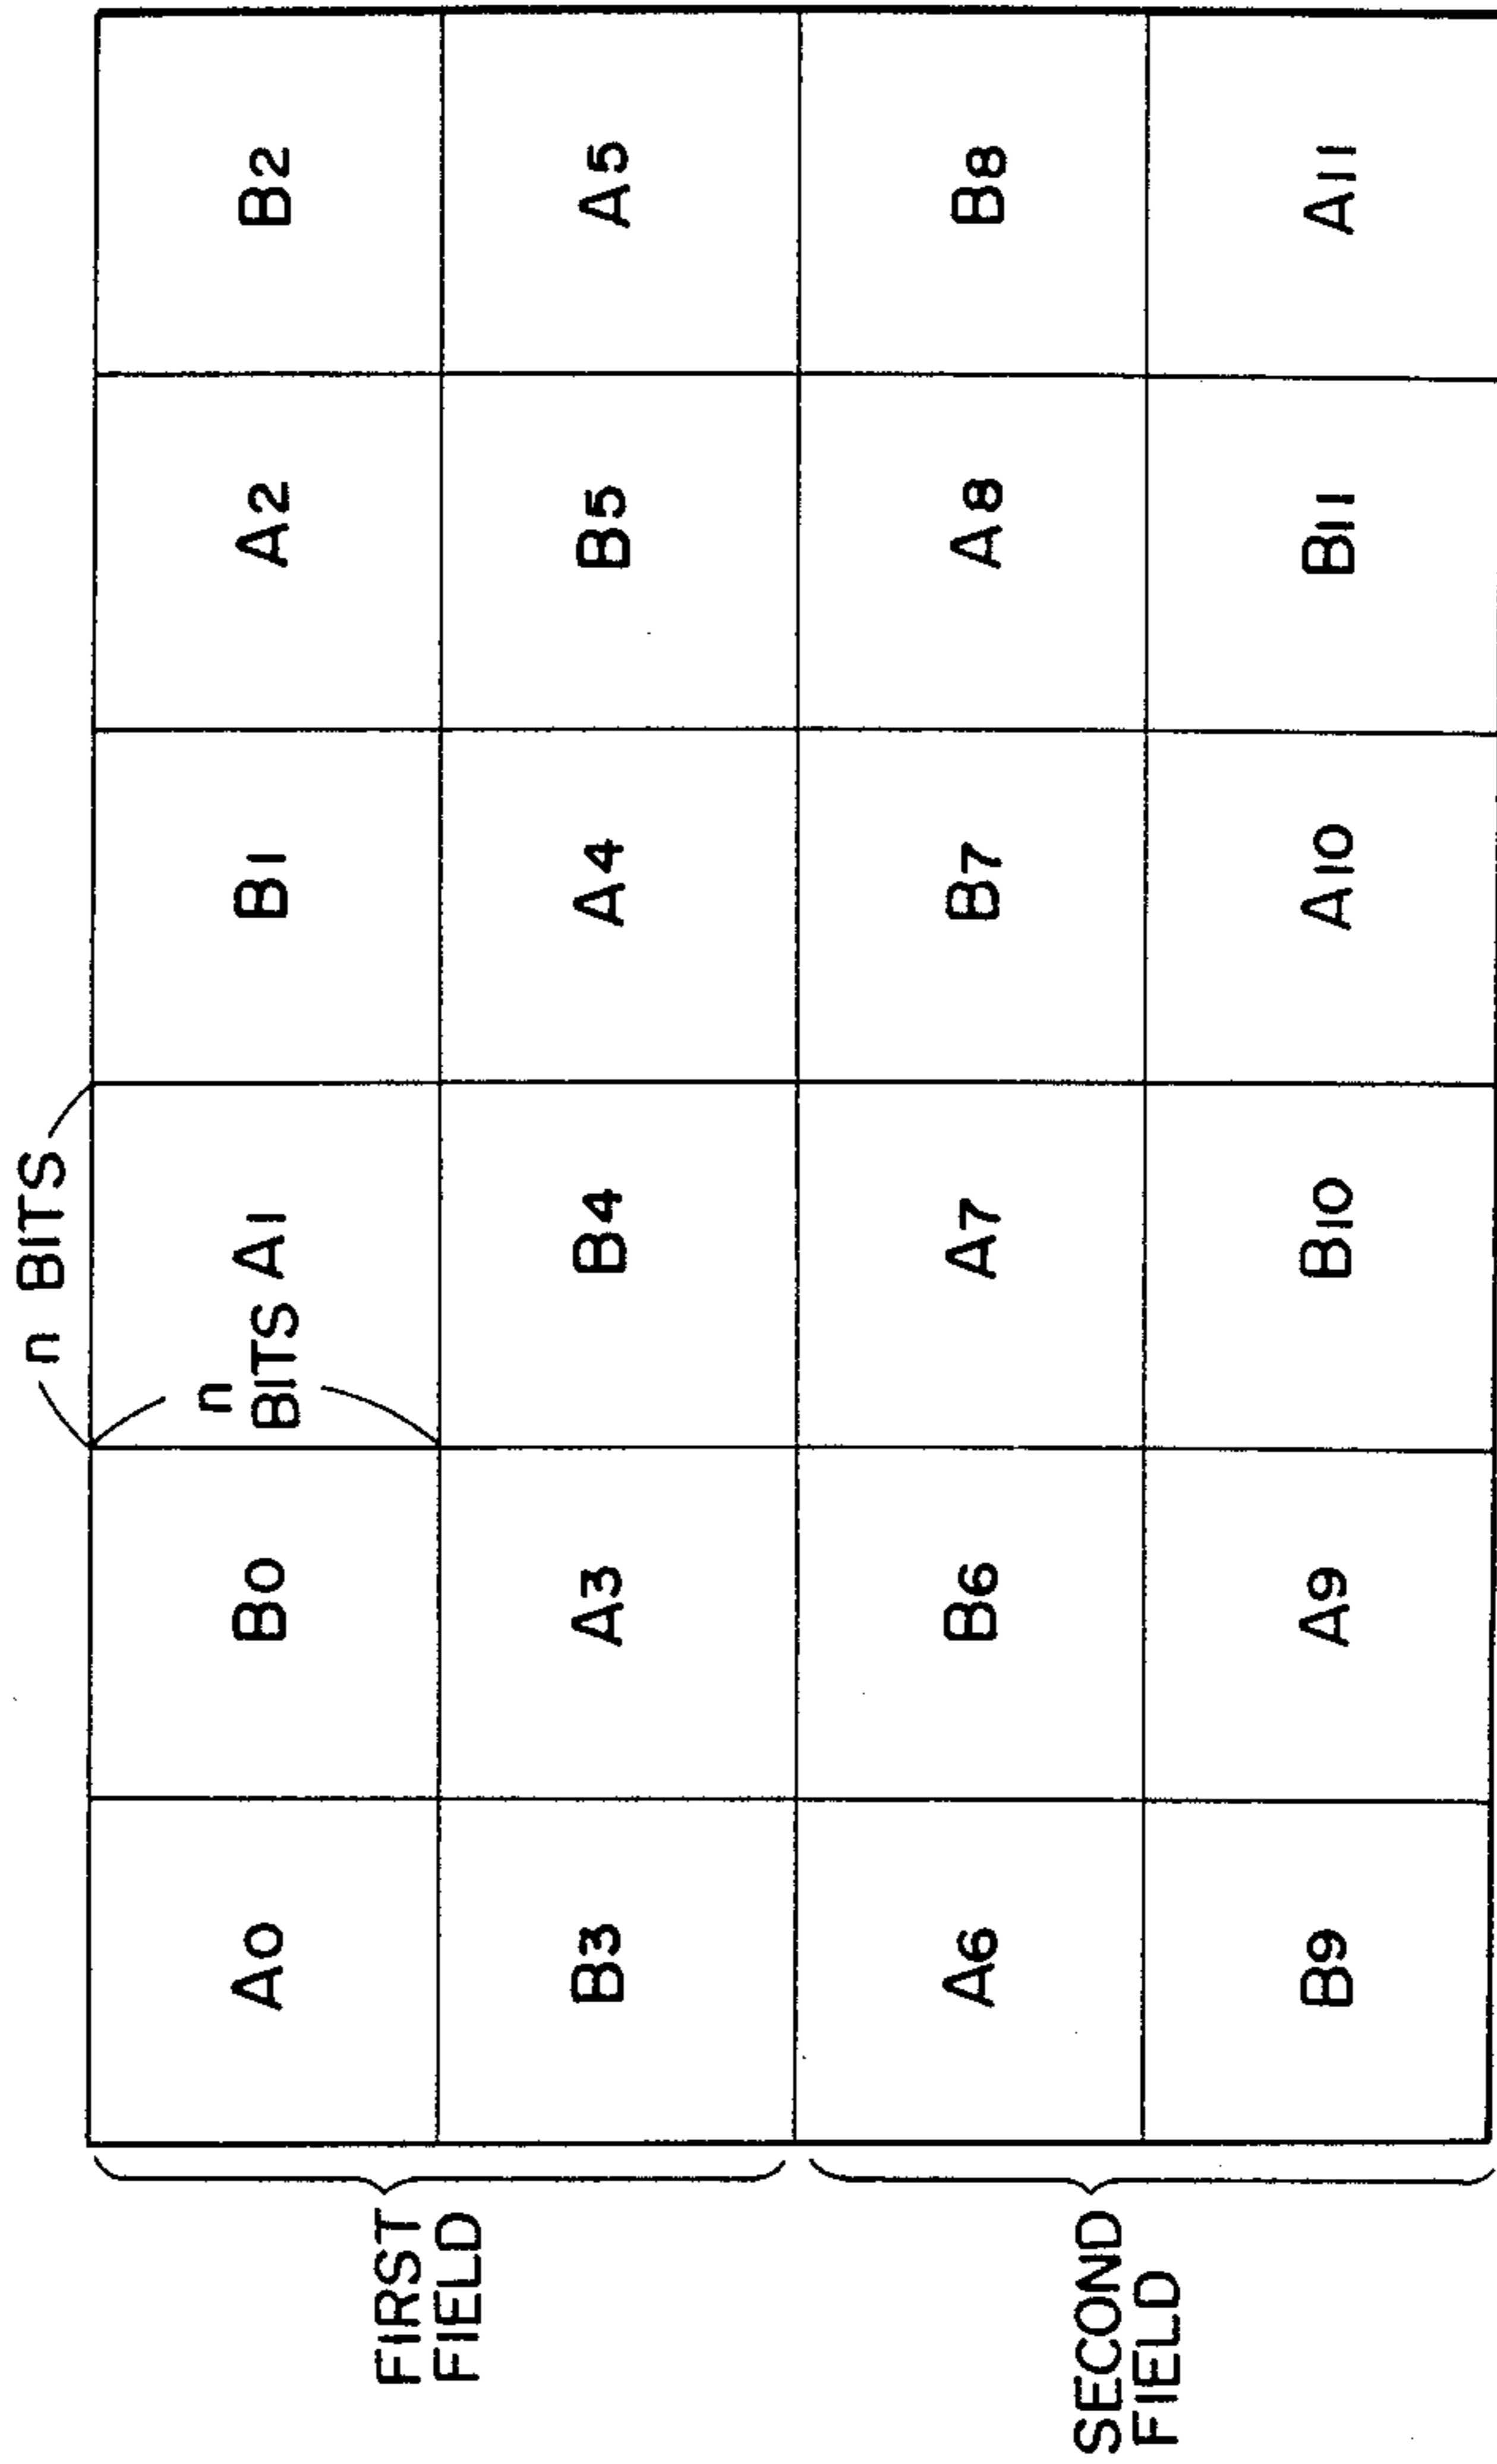 n BITS
n
BITS
A0 B0 A1 B1 A2 B2
FIRST
FIELD
B3 A3 B4 A4 B5 A5
A6 B6 A7 B7 A8 B8
SECOND
FIELD
B9 A9 B10 A10 B11 A11